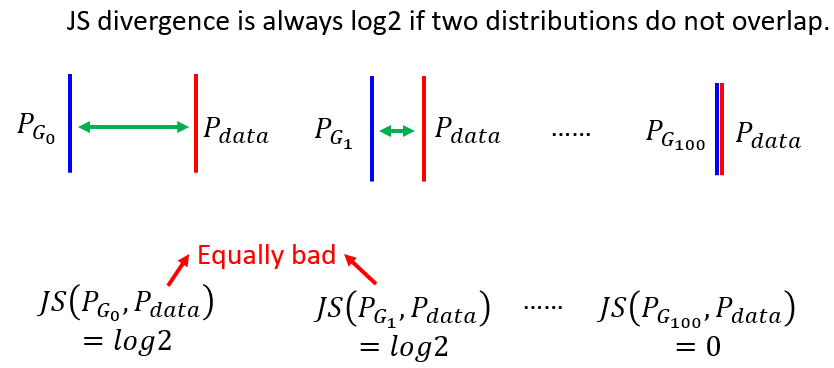 JS divergence is always log2 if two distributions do not overlap.
P_{G_0} P_{data} P_{G_1} P_{data} …… P_{G_{100}} P_{data}
Equally bad
JS(P_{G_0}, P_{data}) JS(P_{G_1}, P_{data}) …… JS(P_{G_{100}}, P_{data})
= log2 = log2 = 0